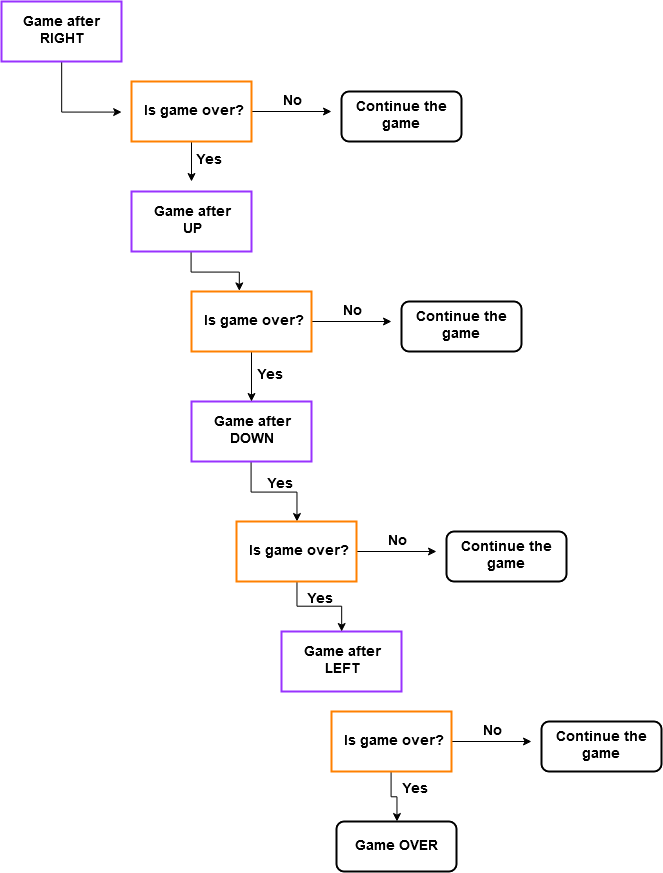 Game after
RIGHT
Is game over?
No
Continue the
game
Yes
Game after
UP
Is game over?
No
Continue the
game
Yes
Game after
DOWN
Yes
Is game over?
No
Continue the
game
Yes
Game after
LEFT
Is game over?
No
Continue the
game
Yes
Game OVER